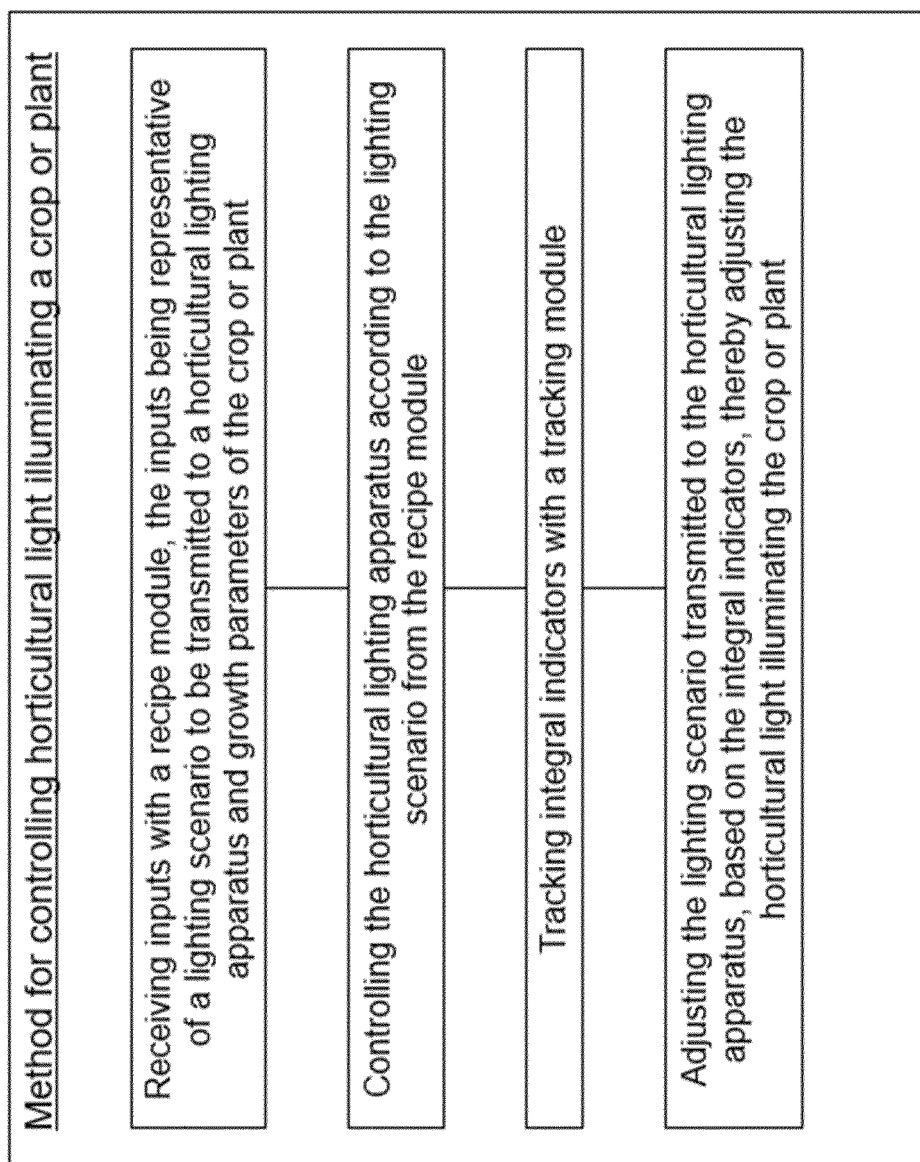 Method for controlling horticultural light illuminating a crop or plant
Receiving inputs with a recipe module, the inputs being representative
of a lighting scenario to be transmitted to a horticultural lighting
apparatus and growth parameters of the crop or plant
Controlling the horticultural lighting apparatus according to the lighting
scenario from the recipe module
Tracking integral indicators with a tracking module
Adjusting the lighting scenario transmitted to the horticultural lighting
apparatus, based on the integral indicators, thereby adjusting the
horticultural light illuminating the crop or plant